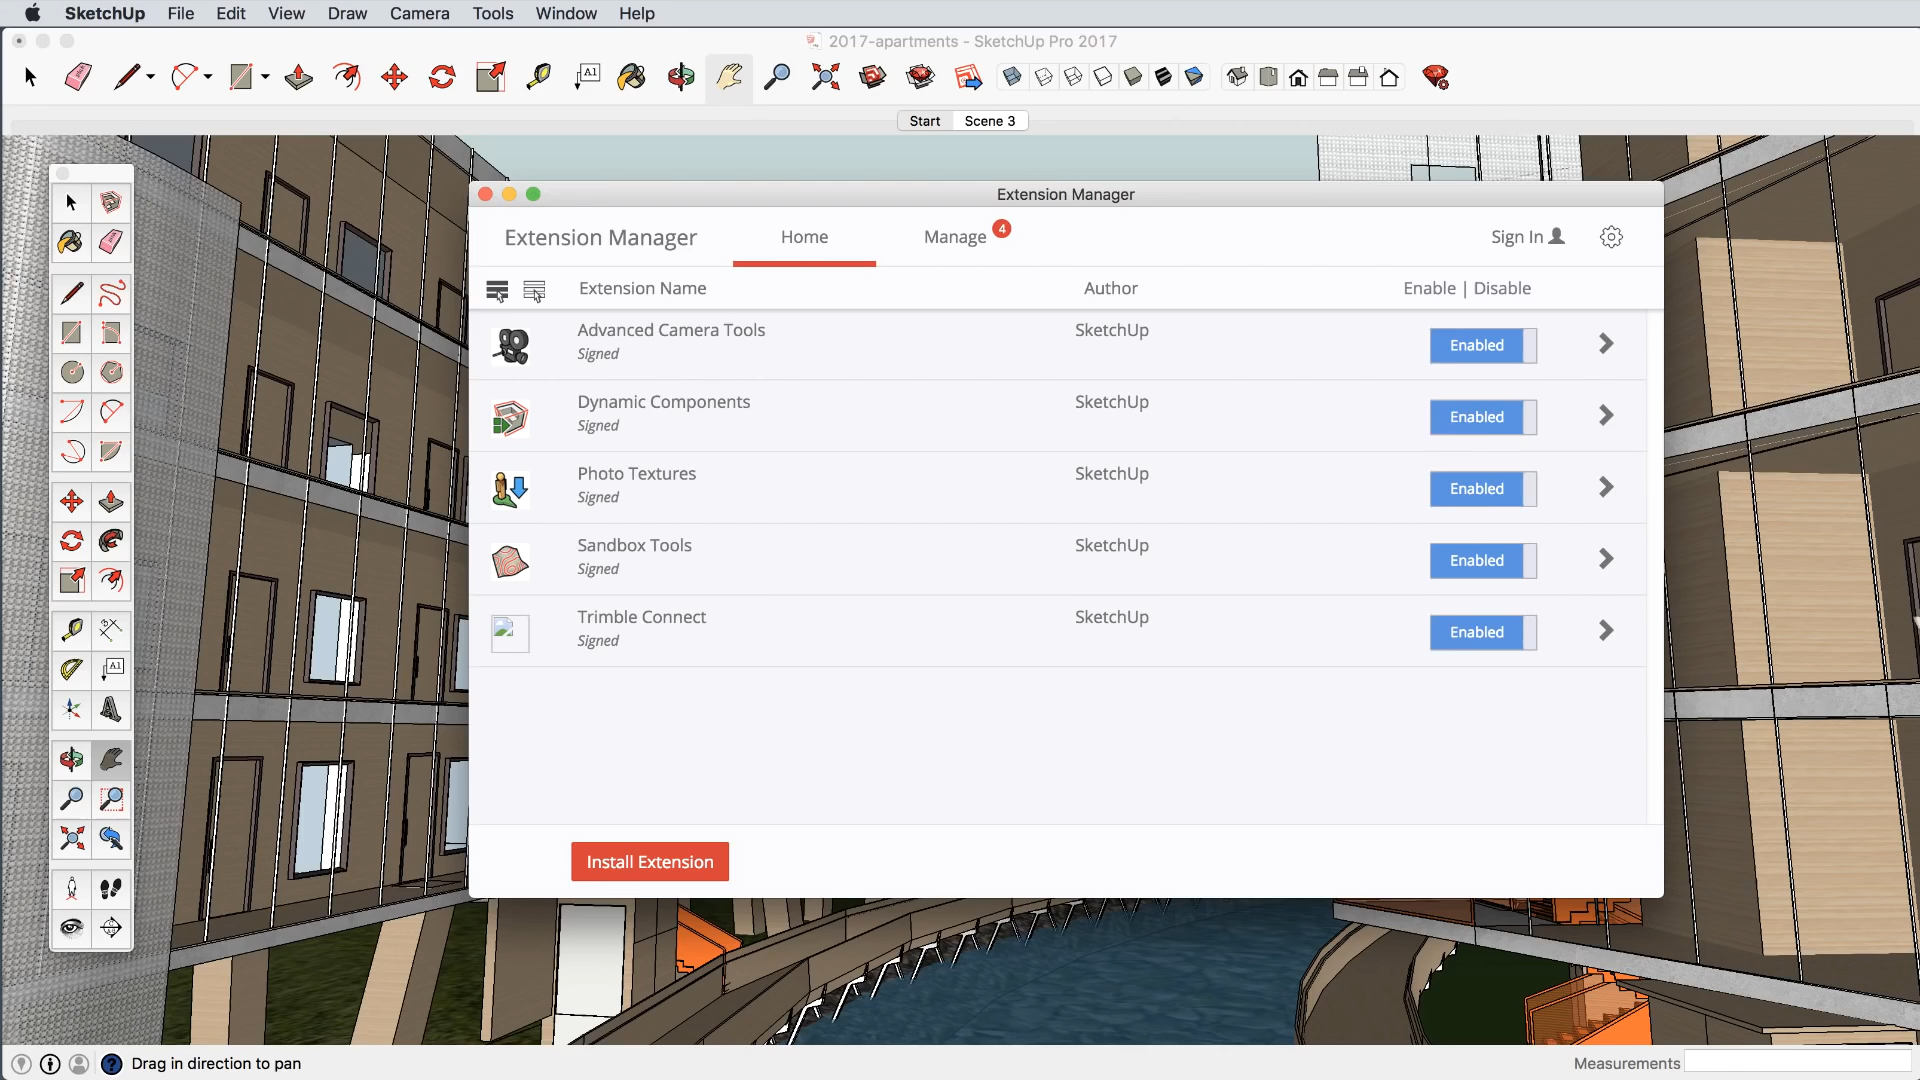 SketchUp File Edit View Draw Camera Tools Window Help
2017-apartments - SketchUp Pro 2017
A1
Start Scene 3
Extension Manager
Extension Manager Home Manage 4 Sign In
Extension Name Author Enable | Disable
Advanced Camera Tools SketchUp Enabled
Signed
Dynamic Components SketchUp Enabled
Signed
Photo Textures SketchUp Enabled
Signed
Sandbox Tools SketchUp Enabled
Signed
Trimble Connect SketchUp Enabled
Signed
A1
Install Extension
? Drag in direction to pan
Measurements